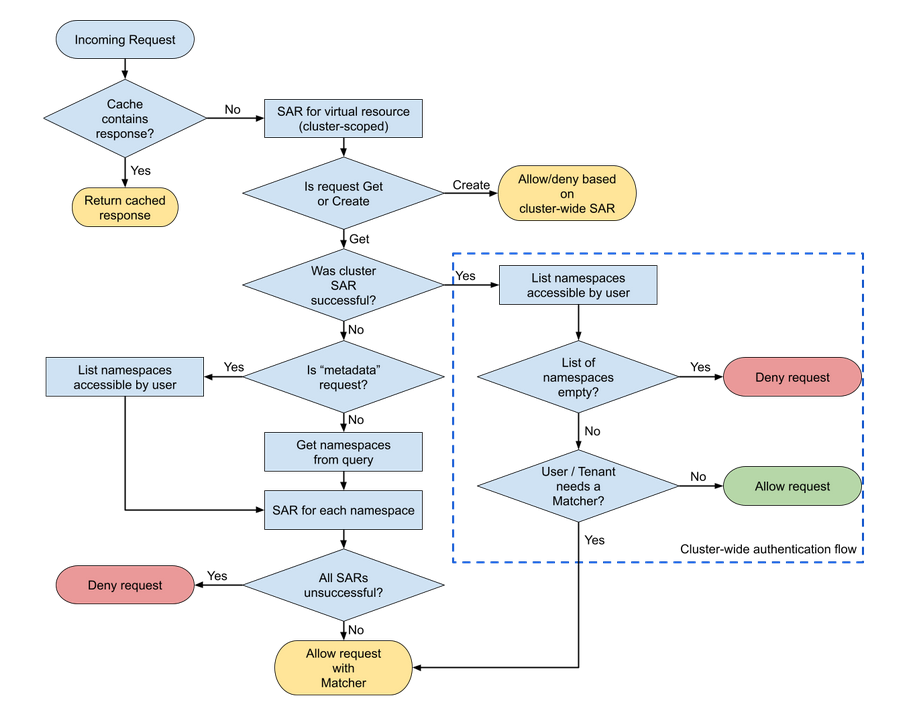 Incoming Request
Cache
contains
response?
No
Yes
Return cached
response
SAR for virtual resource
(cluster-scoped)
Is request Get
or Create
Create
Allow/deny based
on
cluster-wide SAR
Get
Was cluster
SAR
successful?
Yes
No
List namespaces
accessible by user
List of
namespaces
empty?
Yes
Deny request
No
User / Tenant
needs a
Matcher?
No
Allow request
Yes
Cluster-wide authentication flow
Is “metadata”
request?
Yes
List namespaces
accessible by user
No
Get namespaces
from query
SAR for each namespace
All SARs
unsuccessful?
Yes
Deny request
No
Allow request
with
Matcher